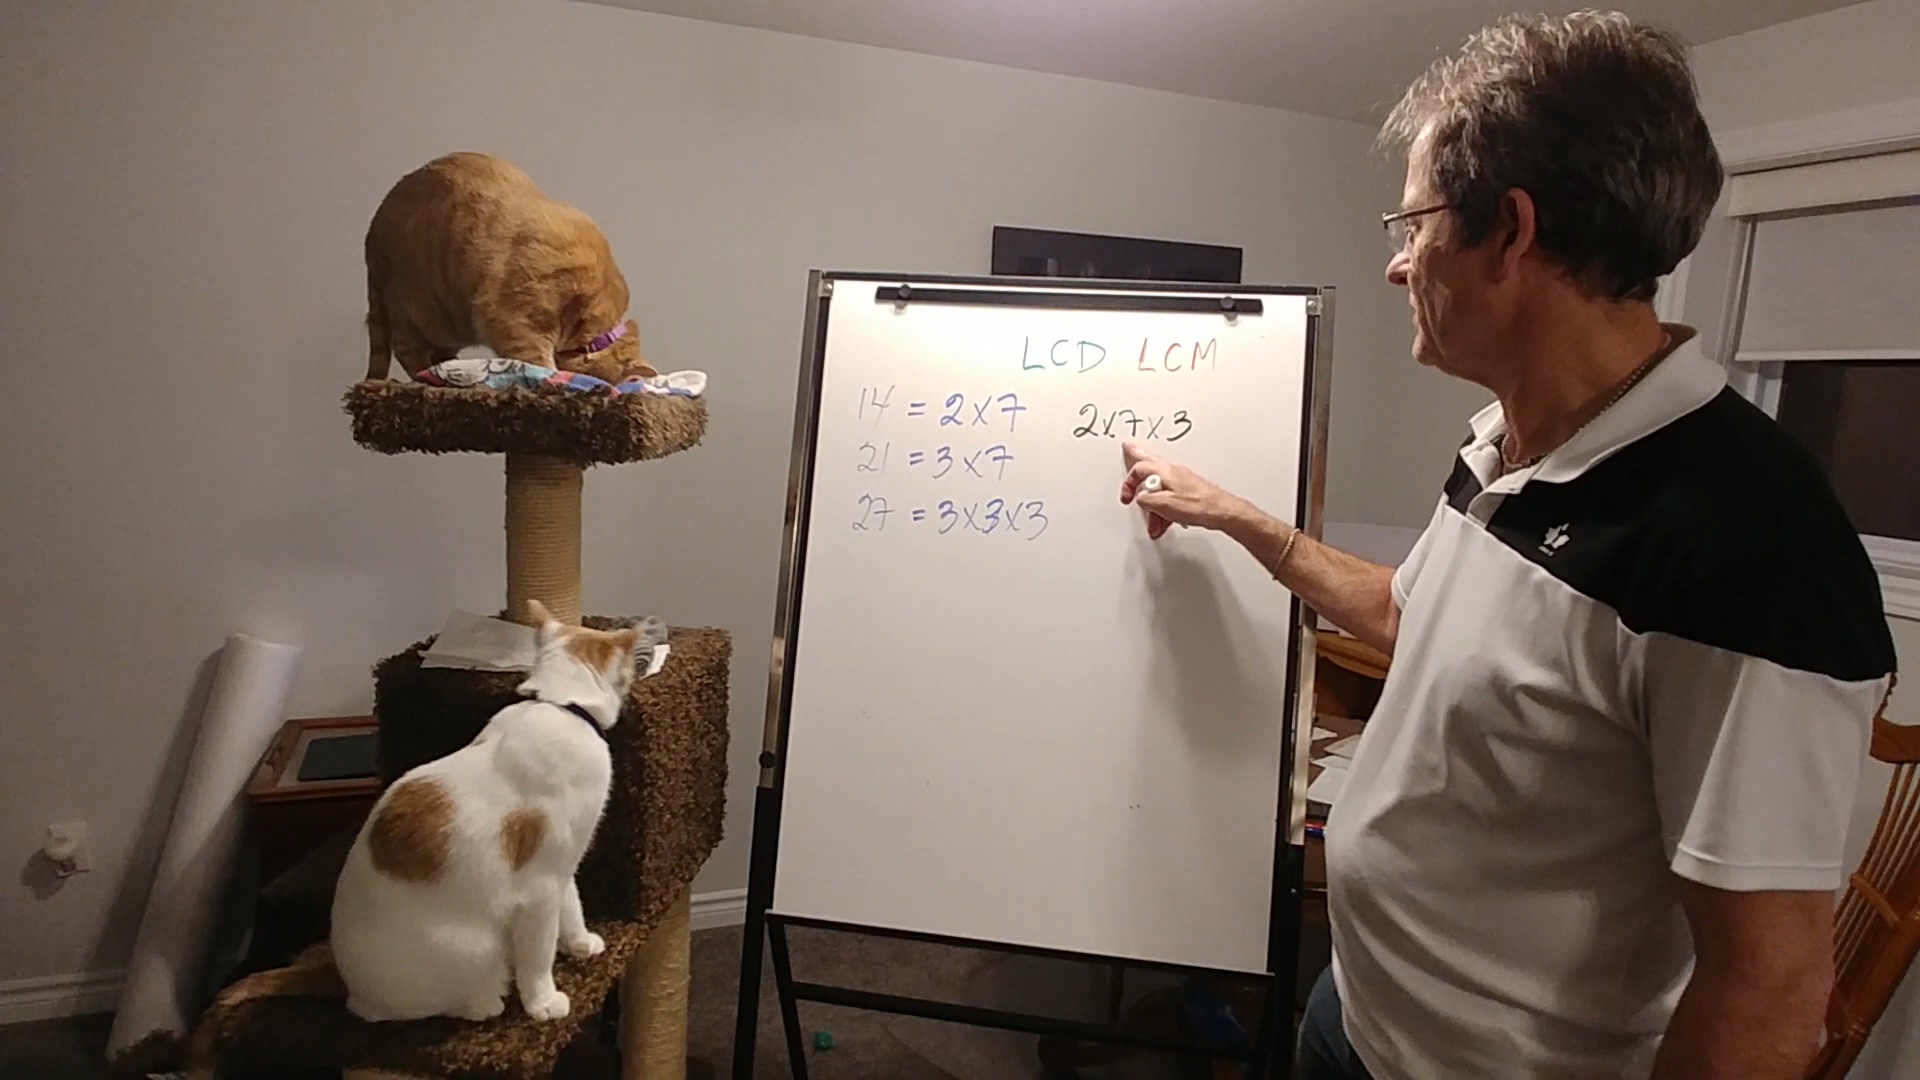 LCD LCM
14 = 2x7 2x7x3
21 = 3x7
27 = 3x3x3